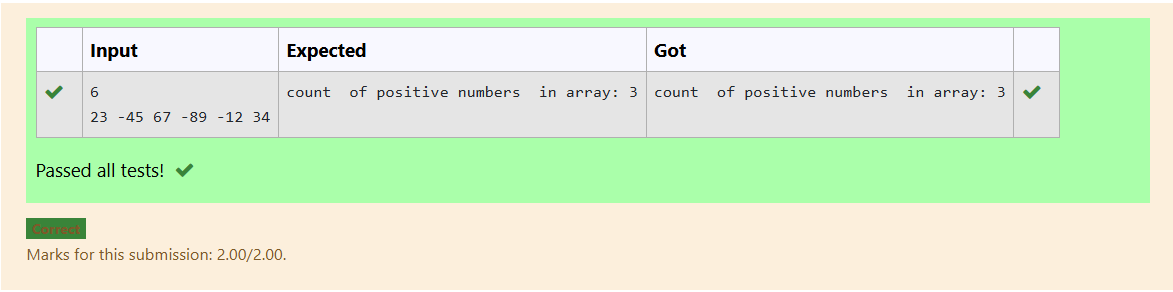 Input Expected Got
6 count  of positive numbers  in array: 3 count  of positive numbers  in array: 3
23 -45 67 -89 -12 34
Passed all tests!
Correct
Marks for this submission: 2.00/2.00.